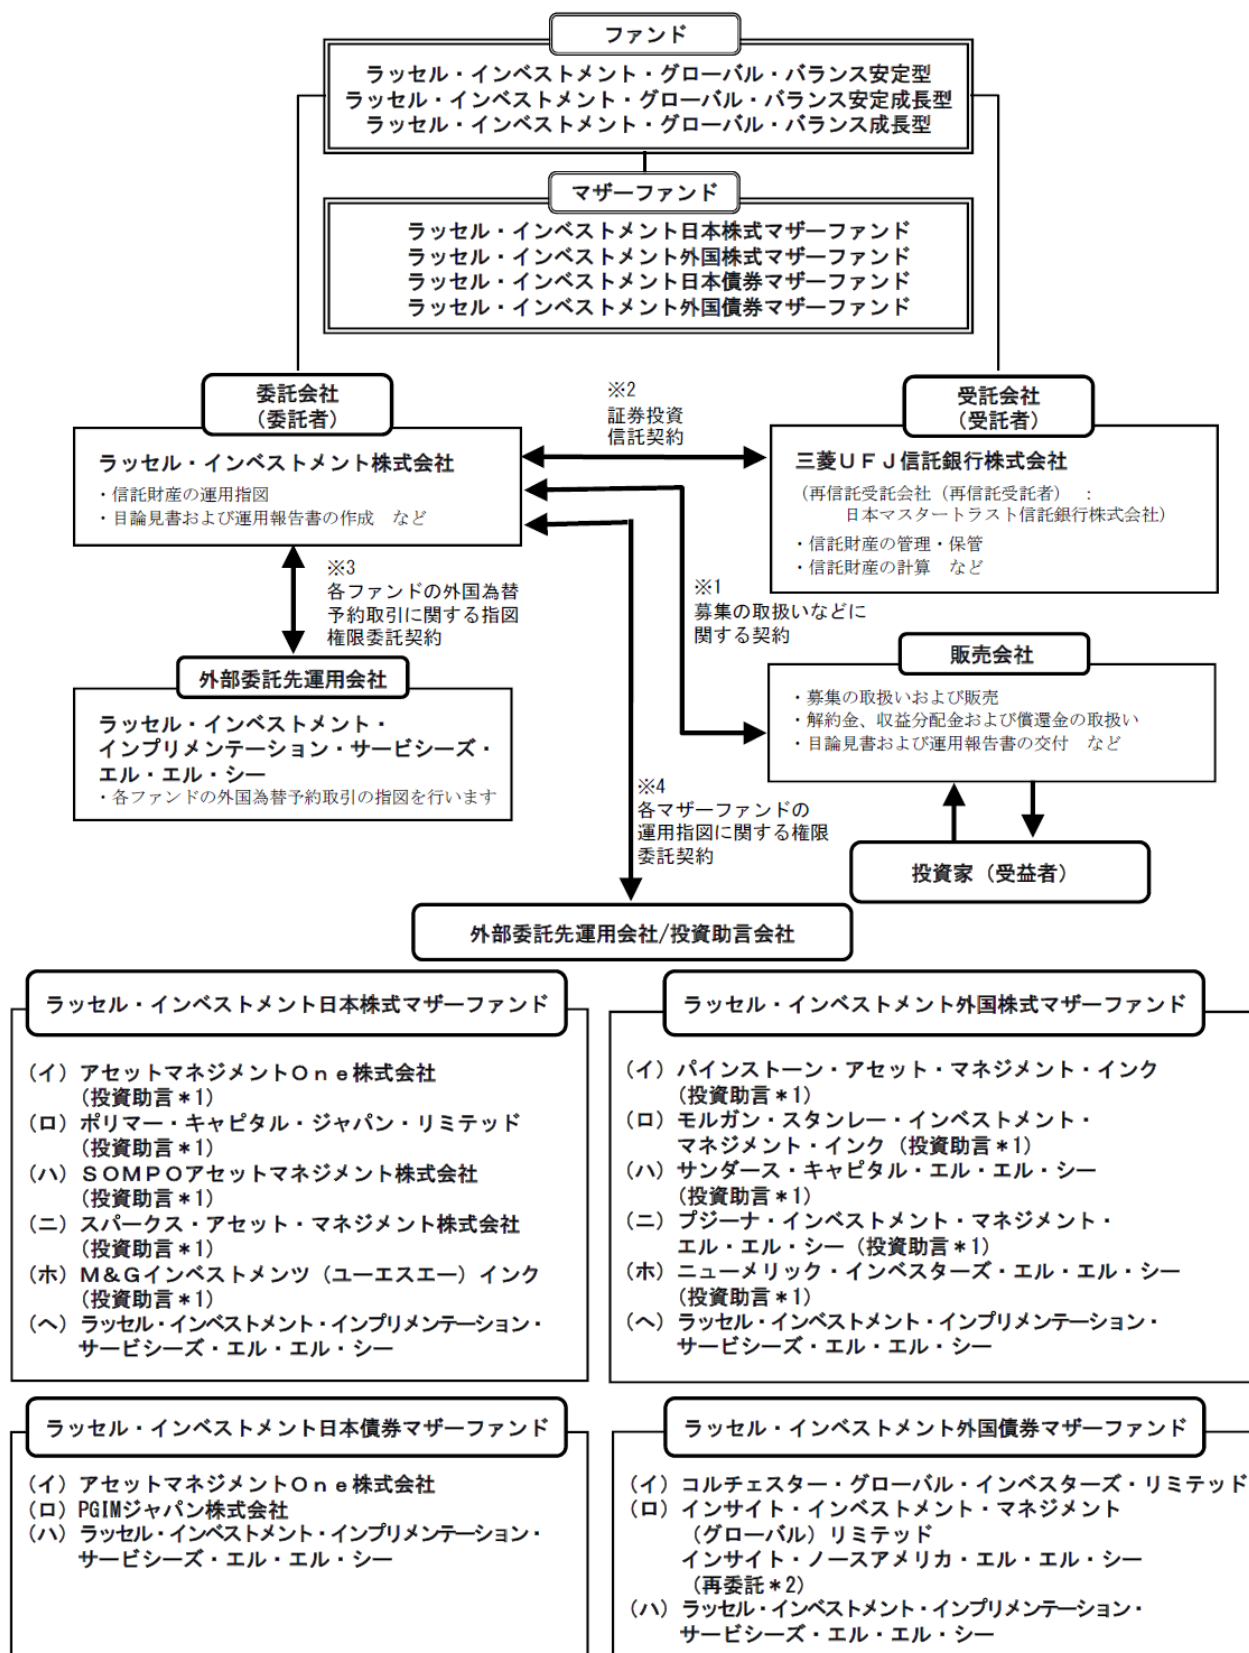 ファンド
ラッセル・インベストメント・グローバル・バランス安定型
ラッセル・インベストメント・グローバル・バランス安定成長型
ラッセル・インベストメント・グローバル・バランス成長型
マザーファンド
ラッセル・インベストメント日本株式マザーファンド
ラッセル・インベストメント外国株式マザーファンド
ラッセル・インベストメント日本債券マザーファンド
ラッセル・インベストメント外国債券マザーファンド
委託会社
(委託者)
ラッセル・インベストメント株式会社
・信託財産の運用指図
・目論見書および運用報告書の作成 など
※2
証券投資
信託契約
受託会社
(受託者)
三菱UFJ信託銀行株式会社
(再信託受託会社(再信託受託者) :
日本マスタートラスト信託銀行株式会社)
・信託財産の管理・保管
・信託財産の計算 など
※3
各ファンドの外国為替
予約取引に関する指図
権限委託契約
※1
募集の取扱いなどに
関する契約
外部委託先運用会社
ラッセル・インベストメント・
インプリメンテーション・サービシーズ・
エル・エル・シー
・各ファンドの外国為替予約取引の指図を行います
販売会社
・募集の取扱いおよび販売
・解約金、収益分配金および償還金の取扱い
・目論見書および運用報告書の交付 など
※4
各マザーファンドの
運用指図に関する権限
委託契約
投資家(受益者)
外部委託先運用会社/投資助言会社
ラッセル・インベストメント日本株式マザーファンド
(イ)アセットマネジメントOne株式会社
(投資助言*1)
(ロ)ポリマー・キャピタル・ジャパン・リミテッド
(投資助言*1)
(ハ)SOMPOアセットマネジメント株式会社
(投資助言*1)
(ニ)スパークス・アセット・マネジメント株式会社
(投資助言*1)
(ホ)M&Gインベストメンツ(ユーエスエー)インク
(投資助言*1)
(ヘ)ラッセル・インベストメント・インプリメンテーション・
サービシーズ・エル・エル・シー
ラッセル・インベストメント外国株式マザーファンド
(イ)パインストーン・アセット・マネジメント・インク
(投資助言*1)
(ロ)モルガン・スタンレー・インベストメント・
マネジメント・インク(投資助言*1)
(ハ)サンダース・キャピタル・エル・エル・シー
(投資助言*1)
(ニ)プジーナ・インベストメント・マネジメント・
エル・エル・シー(投資助言*1)
(ホ)ニューメリック・インベスターズ・エル・エル・シー
(投資助言*1)
(ヘ)ラッセル・インベストメント・インプリメンテーション・
サービシーズ・エル・エル・シー
ラッセル・インベストメント日本債券マザーファンド
(イ)アセットマネジメントOne株式会社
(ロ)PGIMジャパン株式会社
(ハ)ラッセル・インベストメント・インプリメンテーション・
サービシーズ・エル・エル・シー
ラッセル・インベストメント外国債券マザーファンド
(イ)コルチェスター・グローバル・インベスターズ・リミテッド
(ロ)インサイト・インベストメント・マネジメント
(グローバル)リミテッド
インサイト・ノースアメリカ・エル・エル・シー
(再委託*2)
(ハ)ラッセル・インベストメント・インプリメンテーション・
サービシーズ・エル・エル・シー